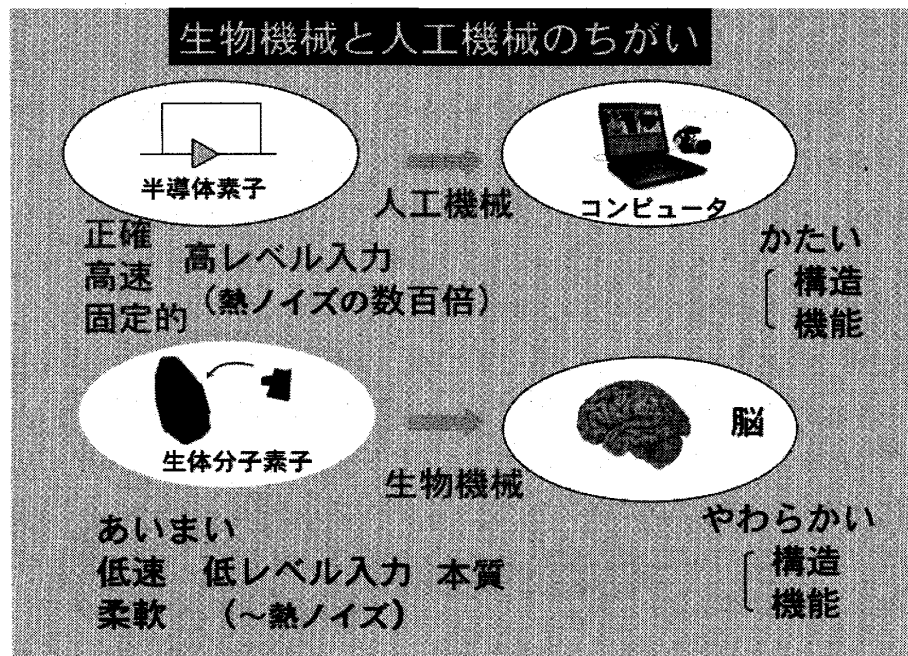 生物機械と人工機械のちがい
半導体素子
人工機械
コンピュータ
正確
高速
固定的
高レベル入力
(熱ノイズの数百倍)
かたい
構造
機能
生体分子素子
生物機械
脳
あいまい
低速
柔軟
低レベル入力
(~熱ノイズ)
本質
やわらかい
構造
機能